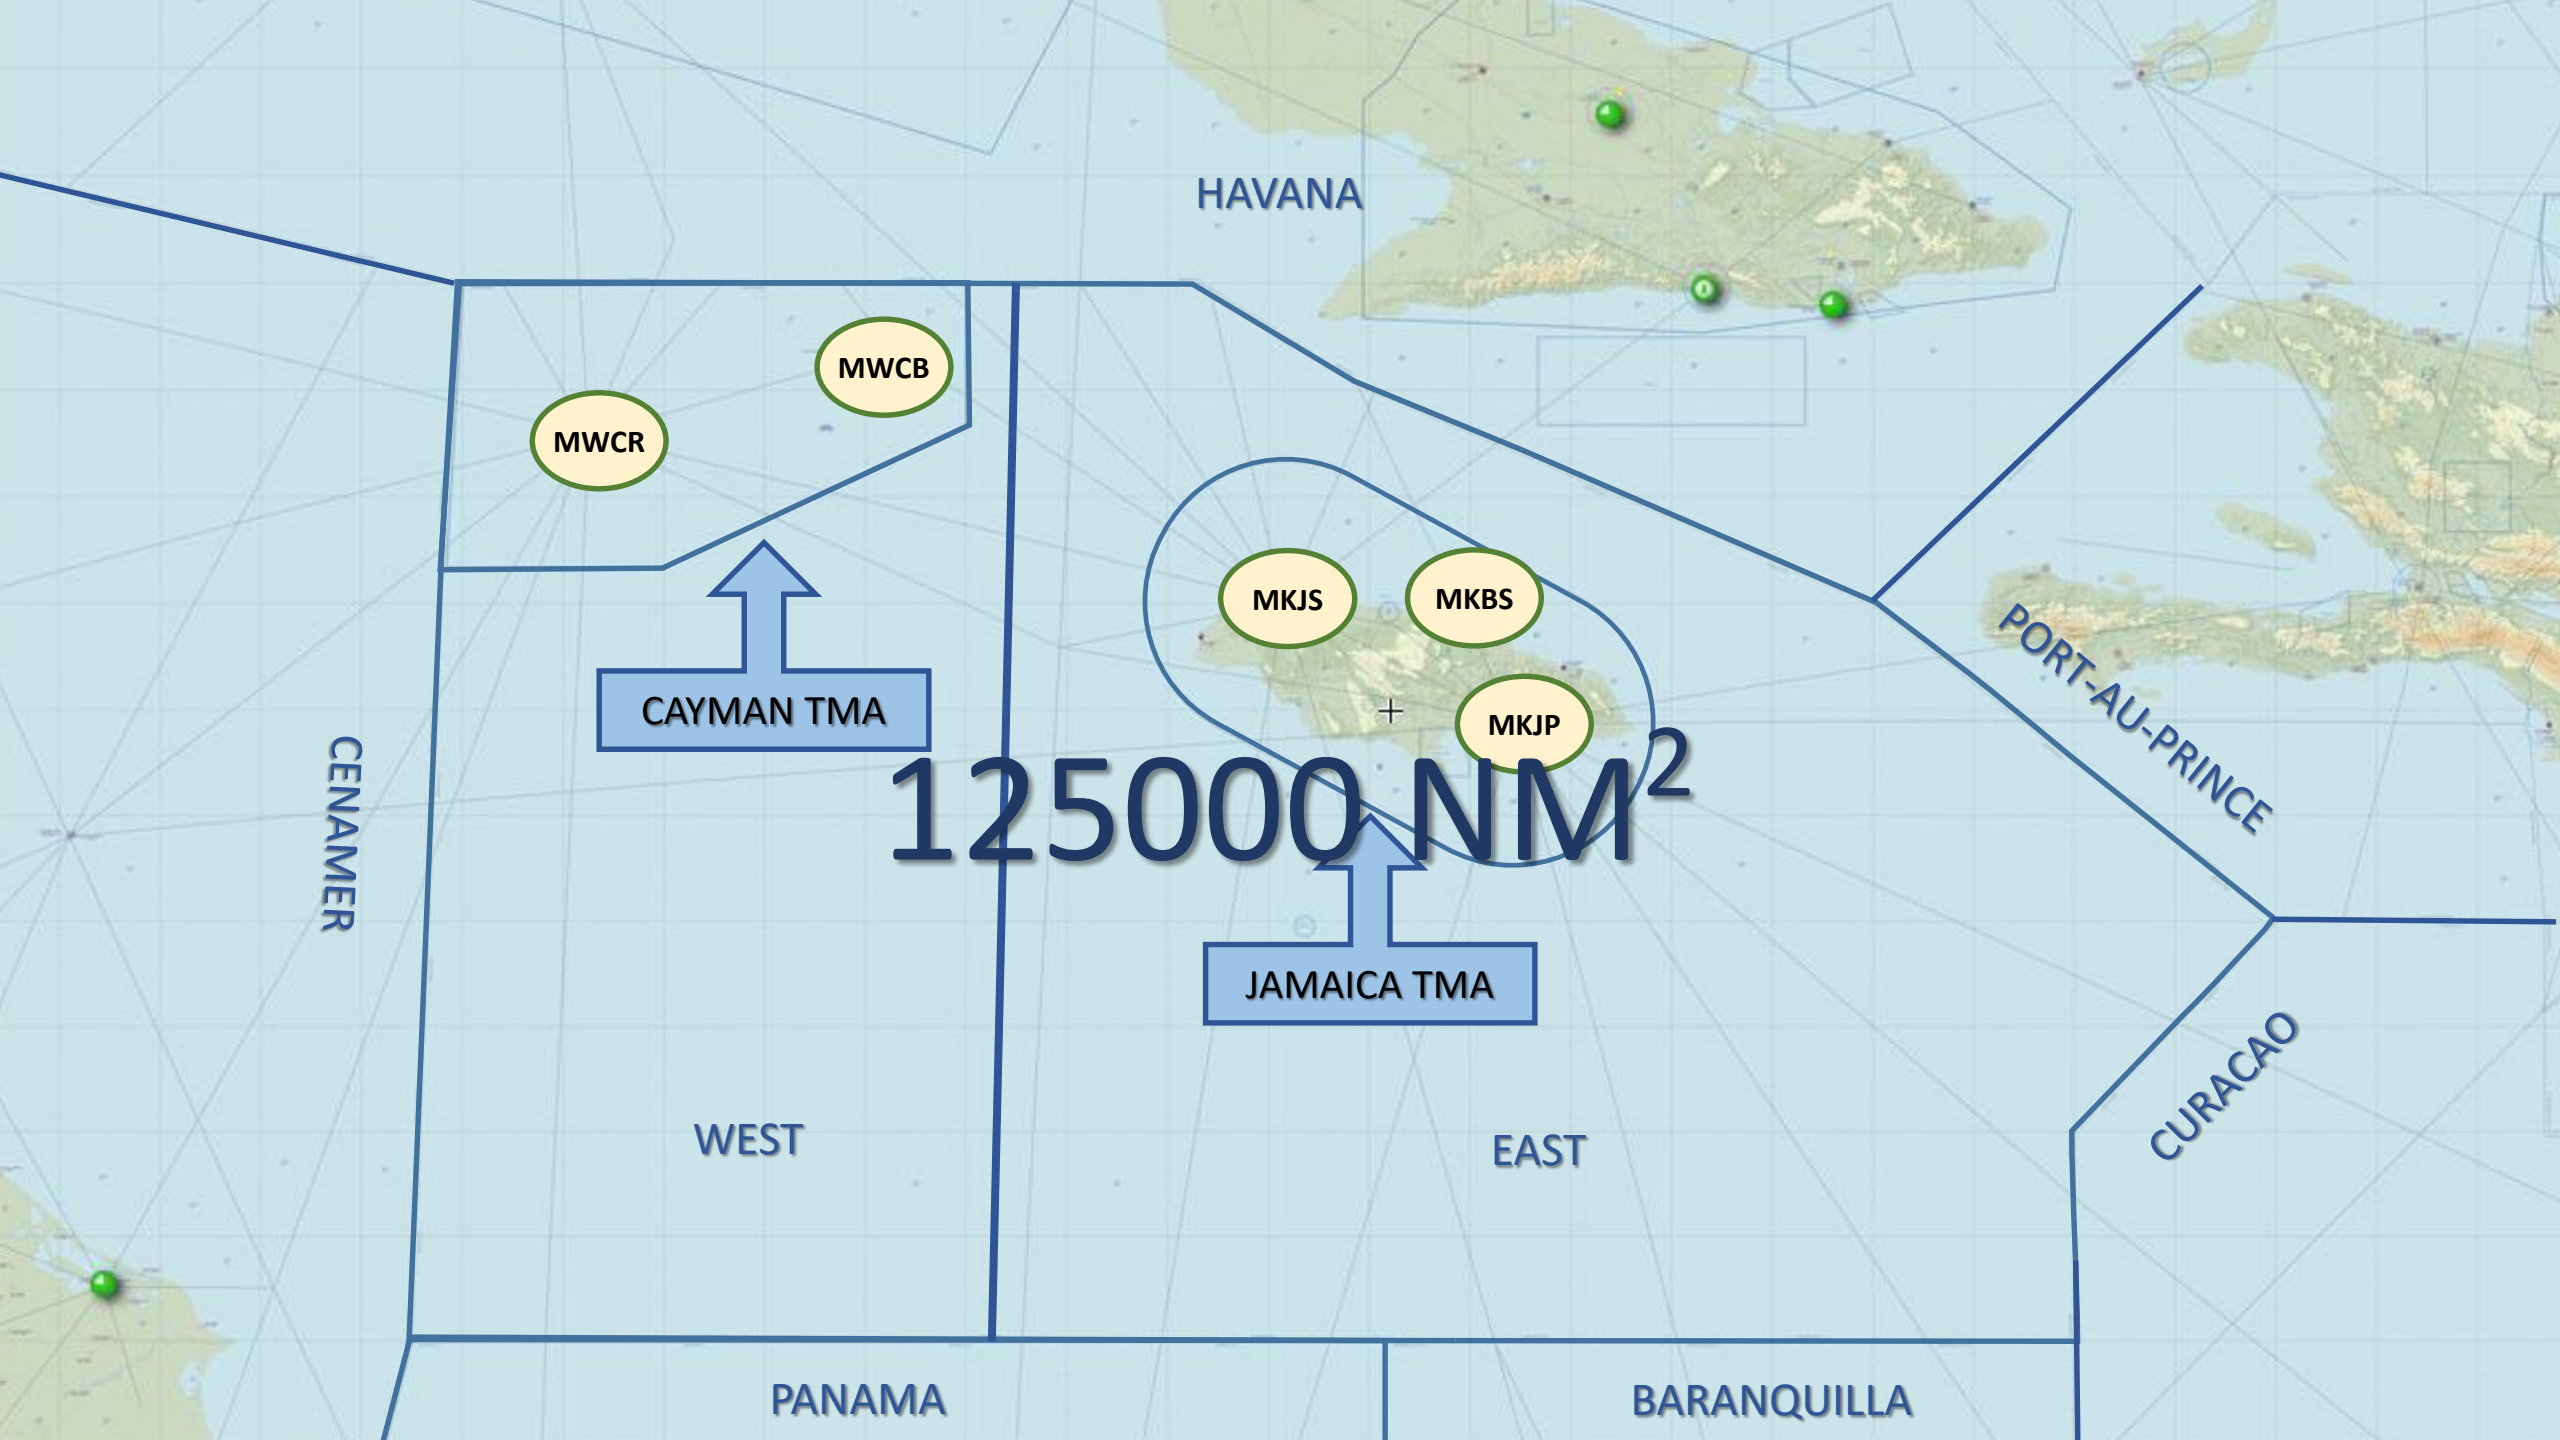 HAVANA
MWCB
MWCR
MKJS
MKBS
CAYMAN TMA
MKJP
PORT-AU-PRINCE
125000 NM²
CENAMER
JAMAICA TMA
CURACAO
WEST
EAST
PANAMA
BARANQUILLA